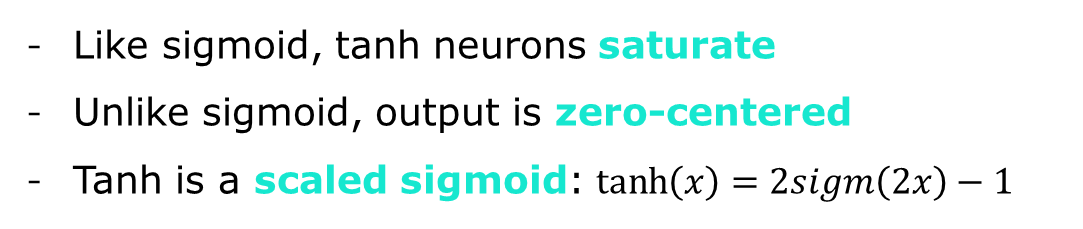 - Like sigmoid, tanh neurons saturate
- Unlike sigmoid, output is zero-centered
- Tanh is a scaled sigmoid: tanh(x) = 2sigm(2x) − 1